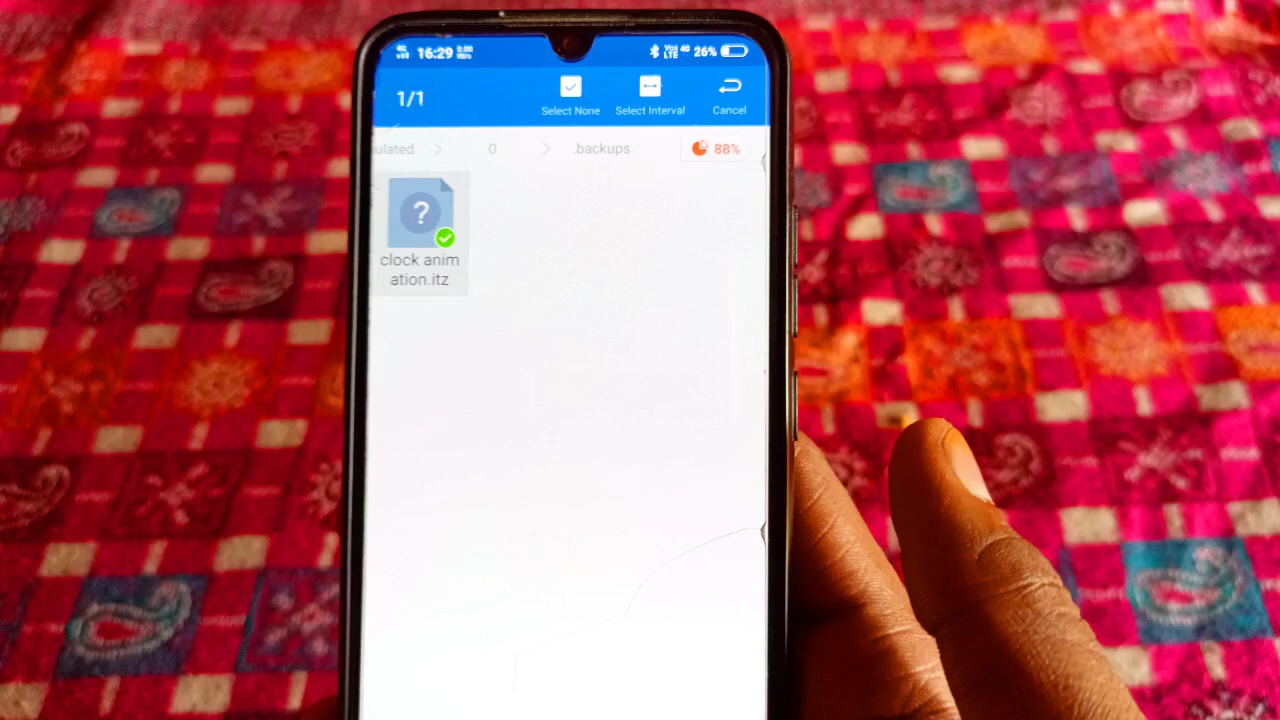 16:29
26%
1/1
Select None
Select Interval
Cancel
ulated > 0 > .backups
88%
?
clock anim
ation.itz